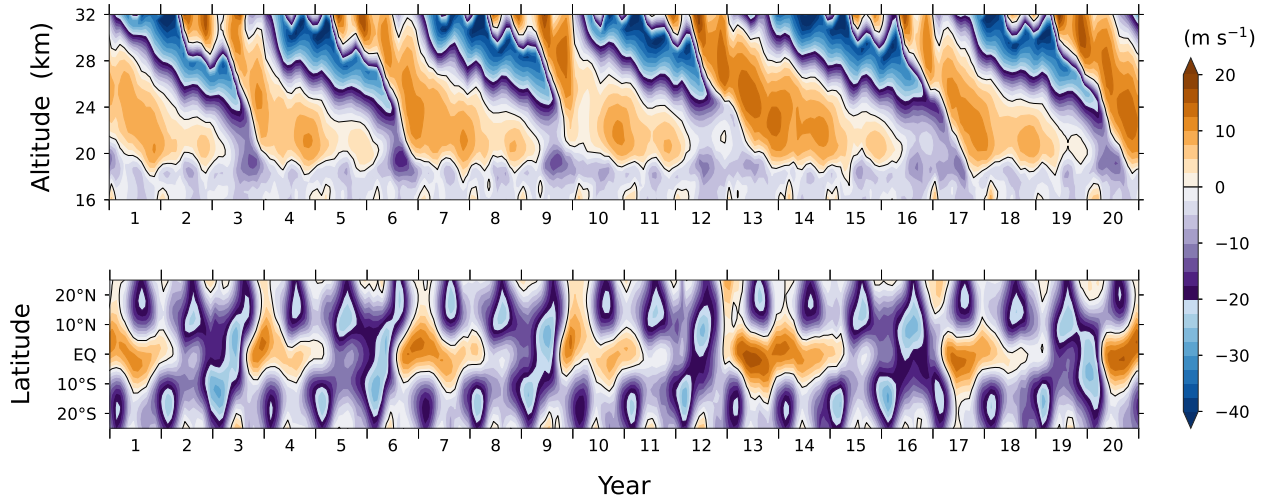 (m s⁻¹)
Altitude (km)
32
28
24
20
16
1 2 3 4 5 6 7 8 9 10 11 12 13 14 15 16 17 18 19 20
20
10
0
−10
−20
−30
−40
Latitude
20°N
10°N
EQ
10°S
20°S
1 2 3 4 5 6 7 8 9 10 11 12 13 14 15 16 17 18 19 20
Year